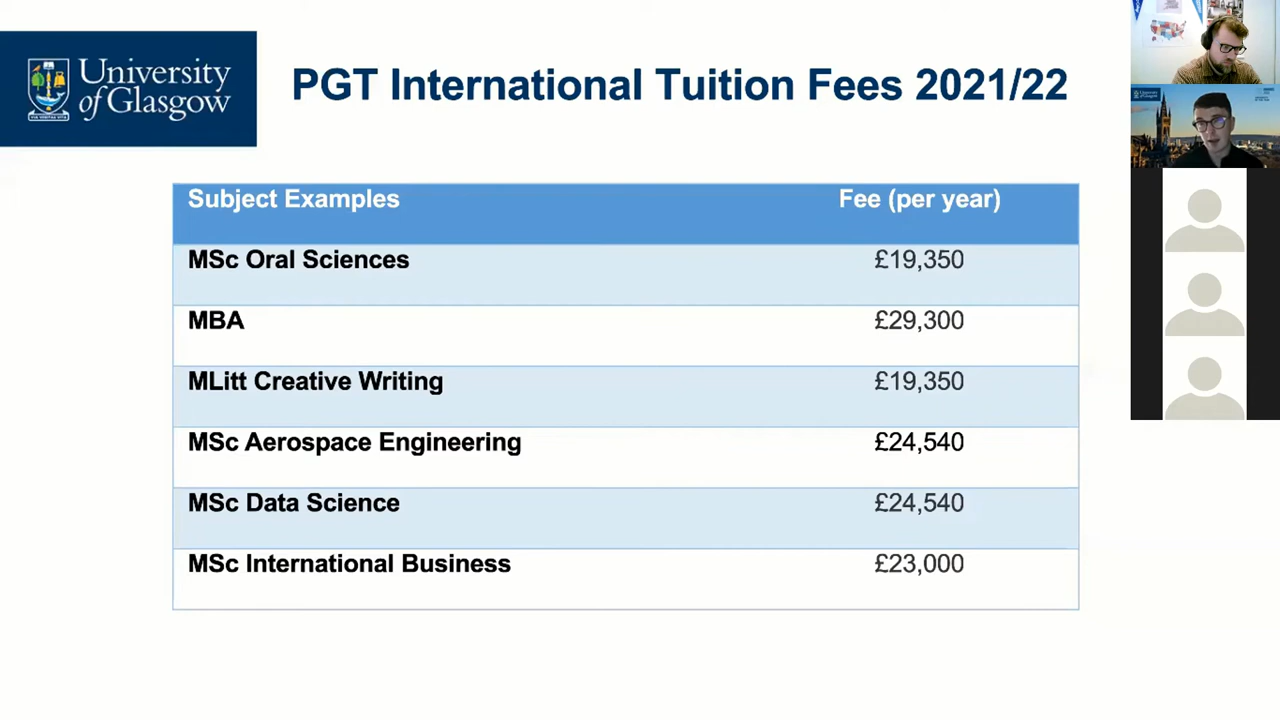 University
of Glasgow
PGT International Tuition Fees 2021/22
Subject Examples Fee (per year)
MSc Oral Sciences £19,350
MBA £29,300
MLitt Creative Writing £19,350
MSc Aerospace Engineering £24,540
MSc Data Science £24,540
MSc International Business £23,000